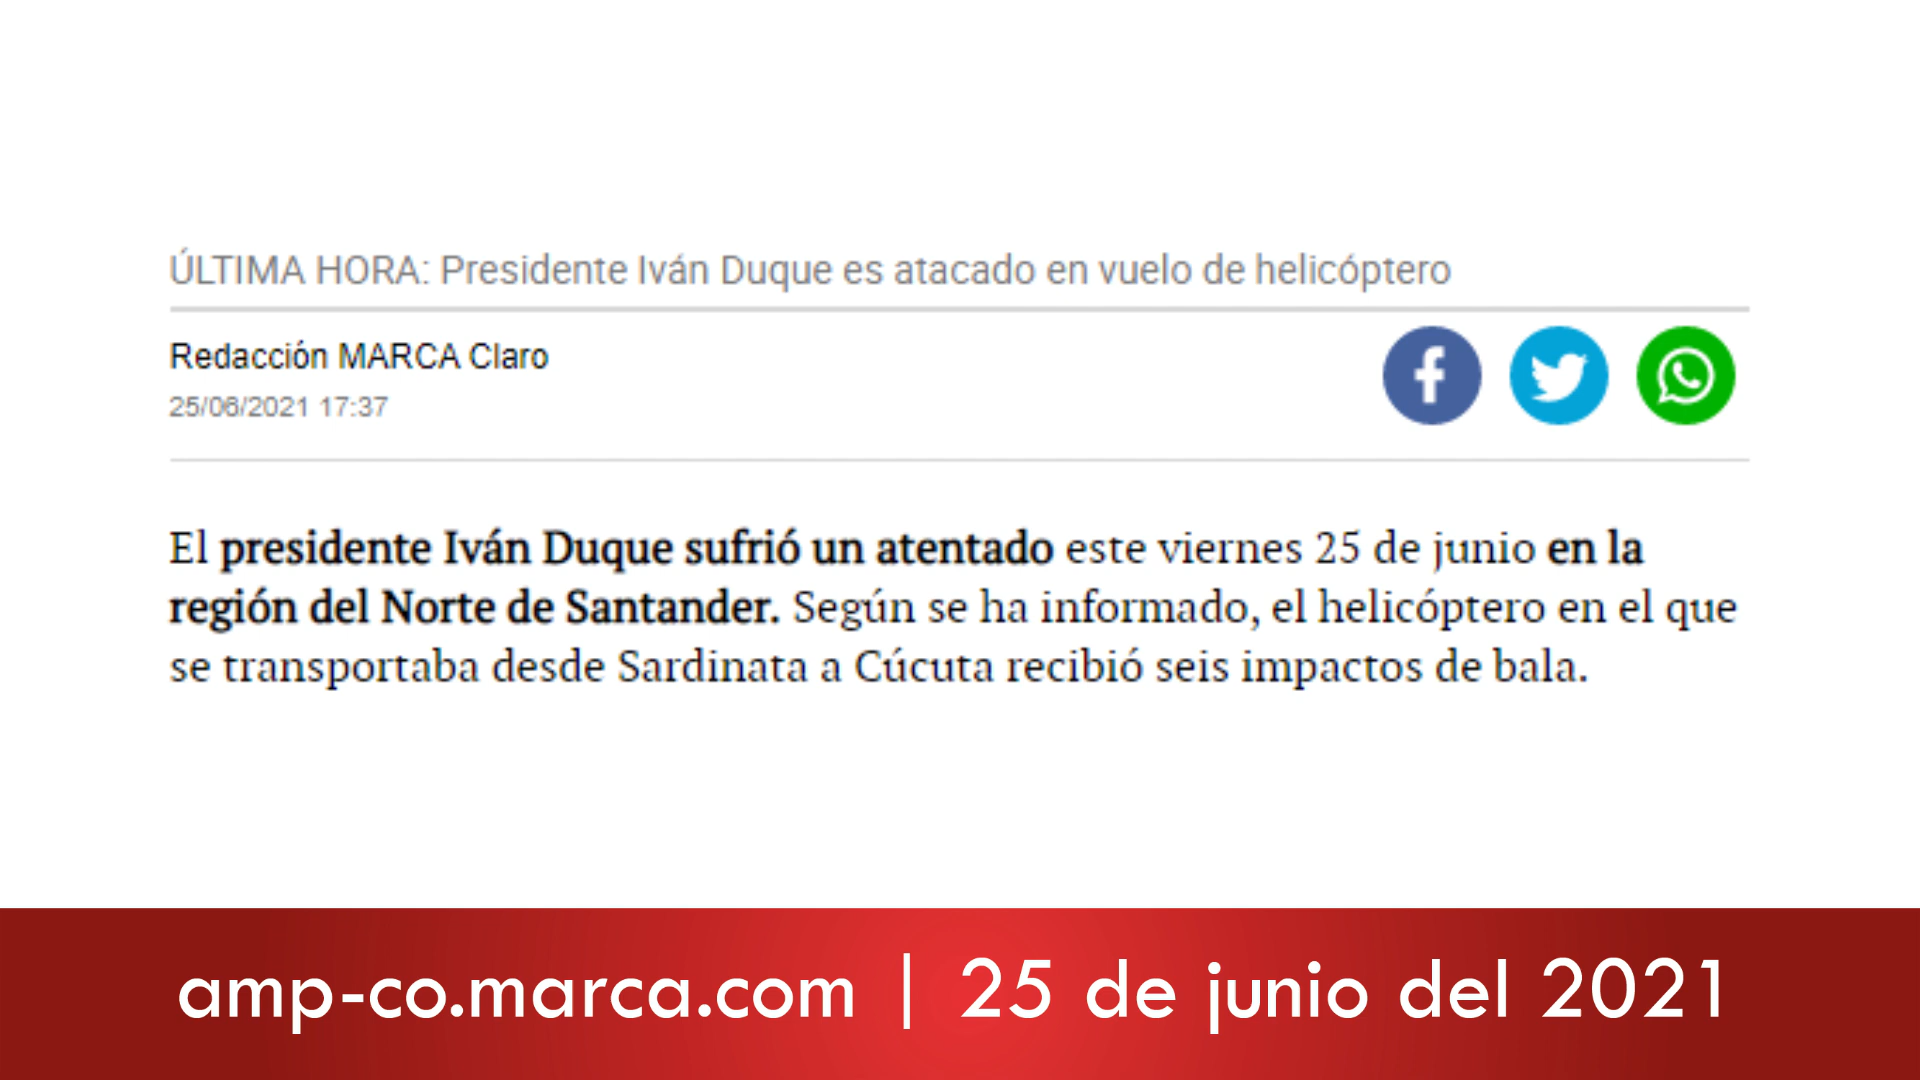 ÚLTIMA HORA: Presidente Iván Duque es atacado en vuelo de helicóptero
Redacción MARCA Claro
25/06/2021 17:37
El presidente Iván Duque sufrió un atentado este viernes 25 de junio en la
región del Norte de Santander. Según se ha informado, el helicóptero en el que
se transportaba desde Sardinata a Cúcuta recibió seis impactos de bala.
amp-co.marca.com | 25 de junio del 2021